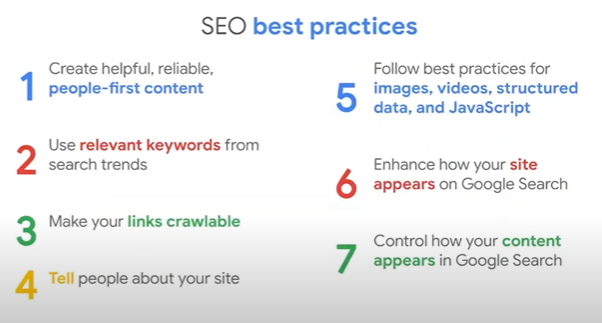 SEO best practices
1 Create helpful, reliable,
people-first content
2 Use relevant keywords from
search trends
3 Make your links crawlable
4 Tell people about your site
5 Follow best practices for
images, videos, structured
data, and JavaScript
6 Enhance how your site
appears on Google Search
7 Control how your content
appears in Google Search